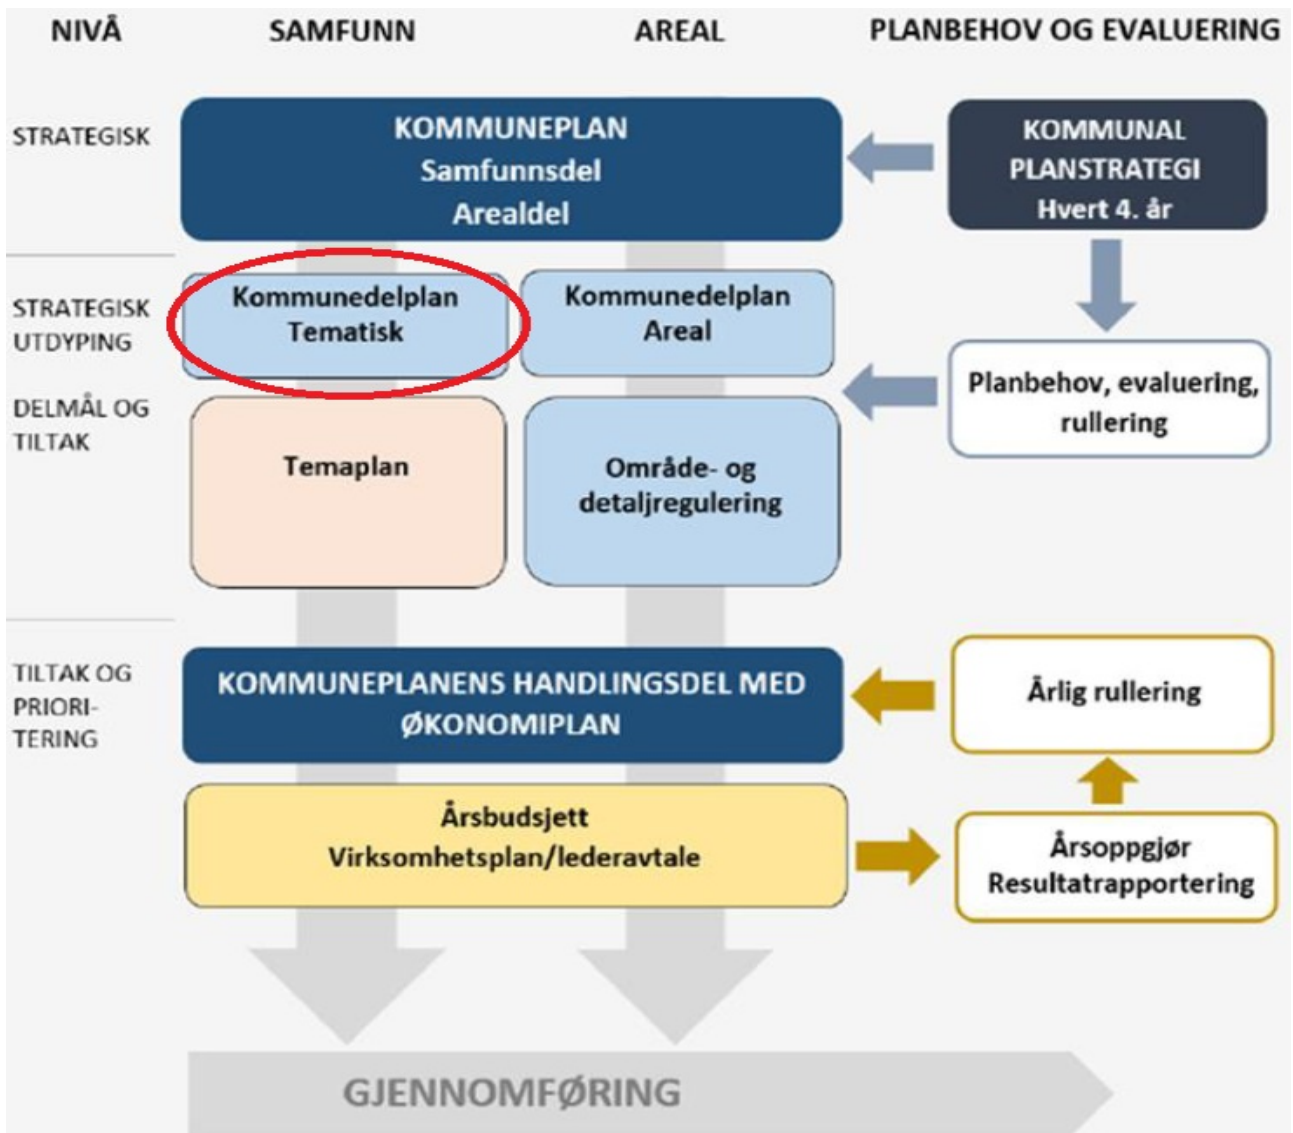 NIVÅ
SAMFUNN
AREAL
PLANBEHOV OG EVALUERING
STRATEGISK
KOMMUNEPLAN
Samfunnsdel
Arealdel
KOMMUNAL
PLANSTRATEGI
Hvert 4. år
STRATEGISK
UTDYPING
Kommunedelplan
Tematisk
Kommunedelplan
Areal
Planbehov, evaluering,
rullering
DELMÅL OG
TILTAK
Temaplan
Område- og
detaljregulering
TILTAK OG
PRIORI-
TERING
KOMMUNEPLANENS HANDLINGSDEL MED
ØKONOMIPLAN
Årlig rullering
Årsbudsjett
Virksomhetsplan/lederavtale
Årsoppgjør
Resultatrapportering
GJENNOMFØRING